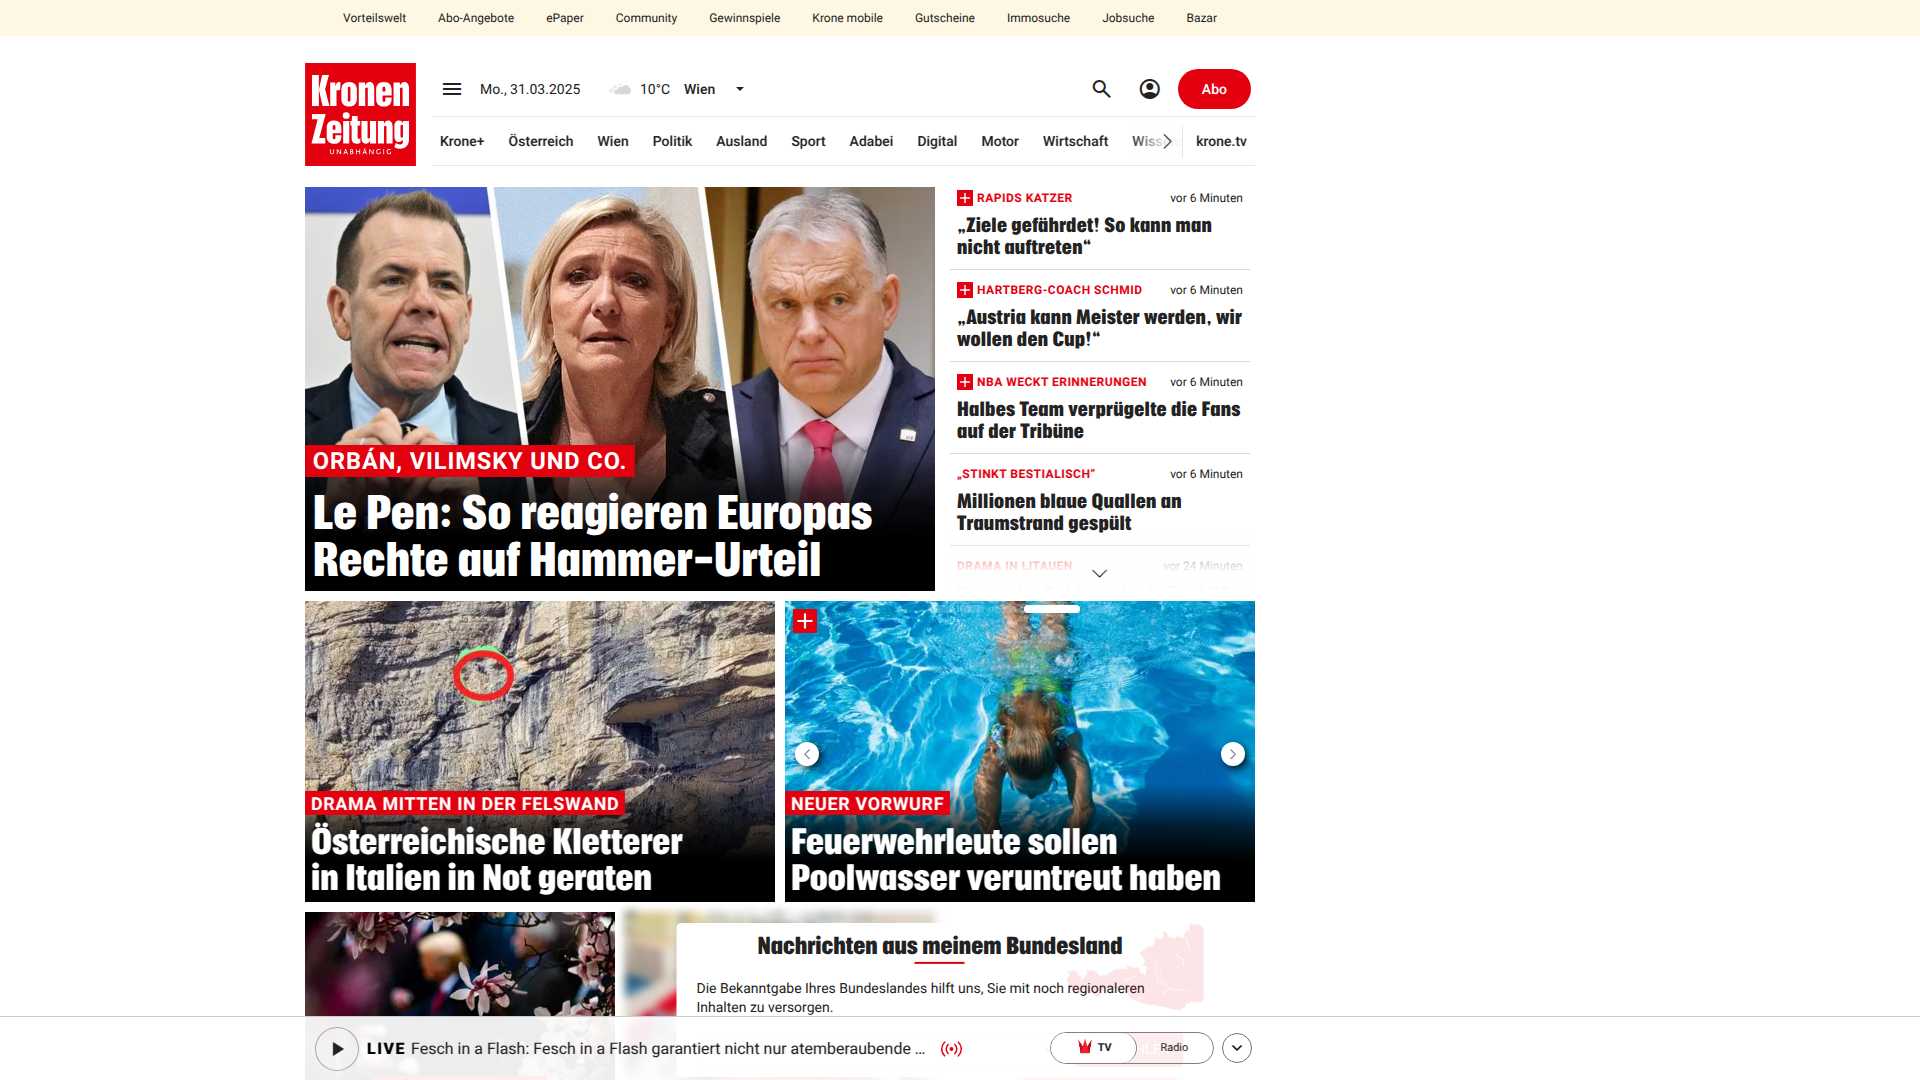 Vorteilswelt Abo-Angebote ePaper Community Gewinnspiele Krone mobile Gutscheine Immosuche Jobsuche Bazar
Kronen
Zeitung
UNABHÄNGIG
Mo., 31.03.2025 10°C Wien
Abo
Krone+ Österreich Wien Politik Ausland Sport Adabei Digital Motor Wirtschaft Wiss krone.tv
ORBÁN, VILIMSKY UND CO.
Le Pen: So reagieren Europas
Rechte auf Hammer-Urteil
RAPIDS KATZER vor 6 Minuten
„Ziele gefährdet! So kann man
nicht auftreten“
HARTBERG-COACH SCHMID vor 6 Minuten
„Austria kann Meister werden, wir
wollen den Cup!“
NBA WECKT ERINNERUNGEN vor 6 Minuten
Halbes Team verprügelte die Fans
auf der Tribüne
„STINKT BESTIALISCH“ vor 6 Minuten
Millionen blaue Quallen an
Traumstrand gespült
DRAMA IN LITAUEN vor 24 Minuten
DRAMA MITTEN IN DER FELSWAND
Österreichische Kletterer
in Italien in Not geraten
NEUER VORWURF
Feuerwehrleute sollen
Poolwasser veruntreut haben
Nachrichten aus meinem Bundesland
Die Bekanntgabe Ihres Bundeslandes hilft uns, Sie mit noch regionaleren
Inhalten zu versorgen.
LIVE Fesch in a Flash: Fesch in a Flash garantiert nicht nur atemberaubende ...
TV Radio